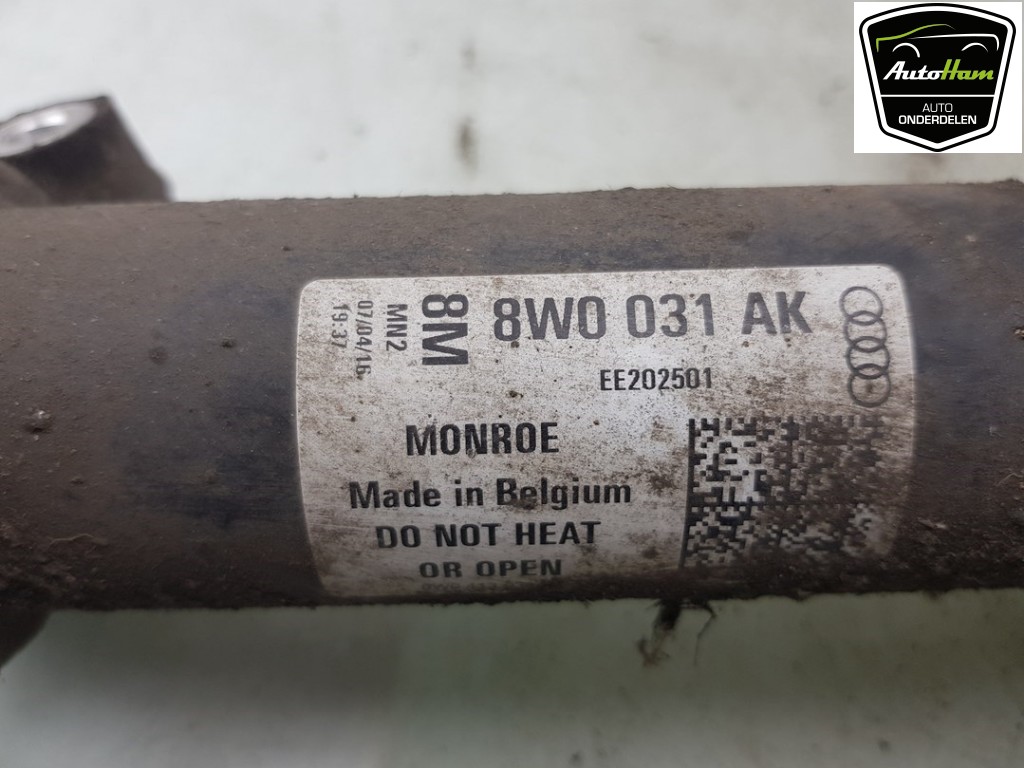 AutoHam
AUTO
ONDERDELEN
8W0 031 AK
8M
MN2
07/04/16
19:37
EE202501
MONROE
Made in Belgium
DO NOT HEAT
OR OPEN